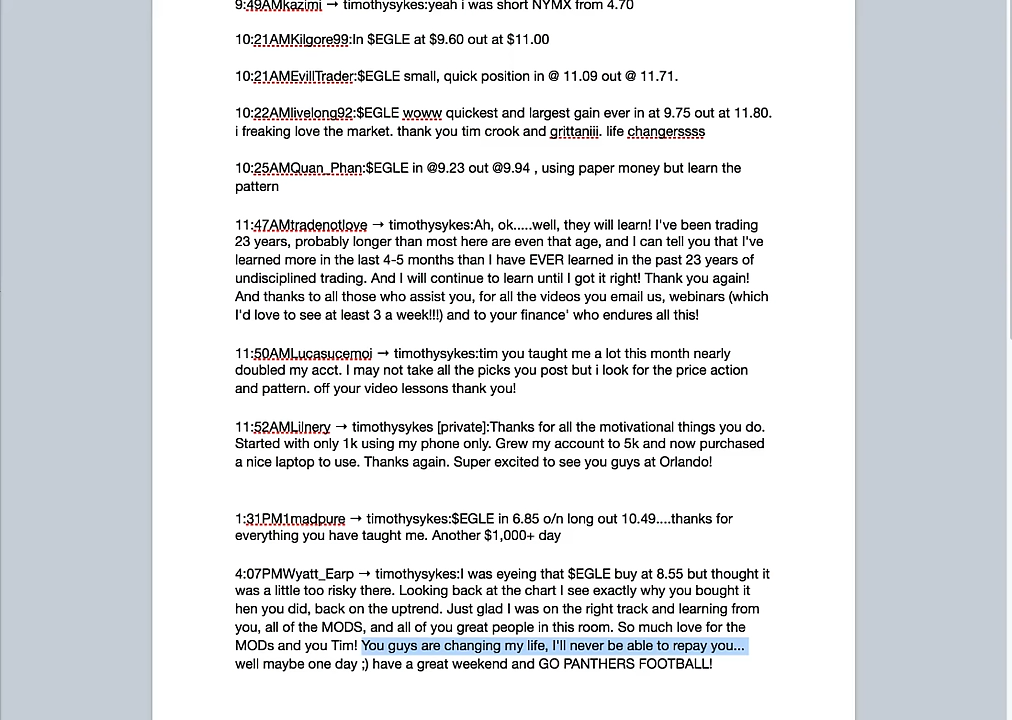 9:49AMkazimi → timothysykes:yeah i was short NYMX from 4.70
10:21AMKilgore99:In $EGLE at $9.60 out at $11.00
10:21AMEvillTrader:$EGLE small, quick position in @ 11.09 out @ 11.71.
10:22AMlivelong92:$EGLE woww quickest and largest gain ever in at 9.75 out at 11.80.
i freaking love the market. thank you tim crook and grittaniii. life changerssss
10:25AMQuan_Phan:$EGLE in @9.23 out @9.94 , using paper money but learn the
pattern
11:47AMtradenotlove → timothysykes:Ah, ok.....well, they will learn! I've been trading
23 years, probably longer than most here are even that age, and I can tell you that I've
learned more in the last 4-5 months than I have EVER learned in the past 23 years of
undisciplined trading. And I will continue to learn until I got it right! Thank you again!
And thanks to all those who assist you, for all the videos you email us, webinars (which
I'd love to see at least 3 a week!!!) and to your finance' who endures all this!
11:50AMLucasucemoi → timothysykes:tim you taught me a lot this month nearly
doubled my acct. I may not take all the picks you post but i look for the price action
and pattern. off your video lessons thank you!
11:52AMLilnery → timothysykes [private]:Thanks for all the motivational things you do.
Started with only 1k using my phone only. Grew my account to 5k and now purchased
a nice laptop to use. Thanks again. Super excited to see you guys at Orlando!
1:31PM1madpure → timothysykes:$EGLE in 6.85 o/n long out 10.49....thanks for
everything you have taught me. Another $1,000+ day
4:07PMWyatt_Earp → timothysykes:I was eyeing that $EGLE buy at 8.55 but thought it
was a little too risky there. Looking back at the chart I see exactly why you bought it
hen you did, back on the uptrend. Just glad I was on the right track and learning from
you, all of the MODS, and all of you great people in this room. So much love for the
MODs and you Tim! You guys are changing my life, I'll never be able to repay you...
well maybe one day ;) have a great weekend and GO PANTHERS FOOTBALL!